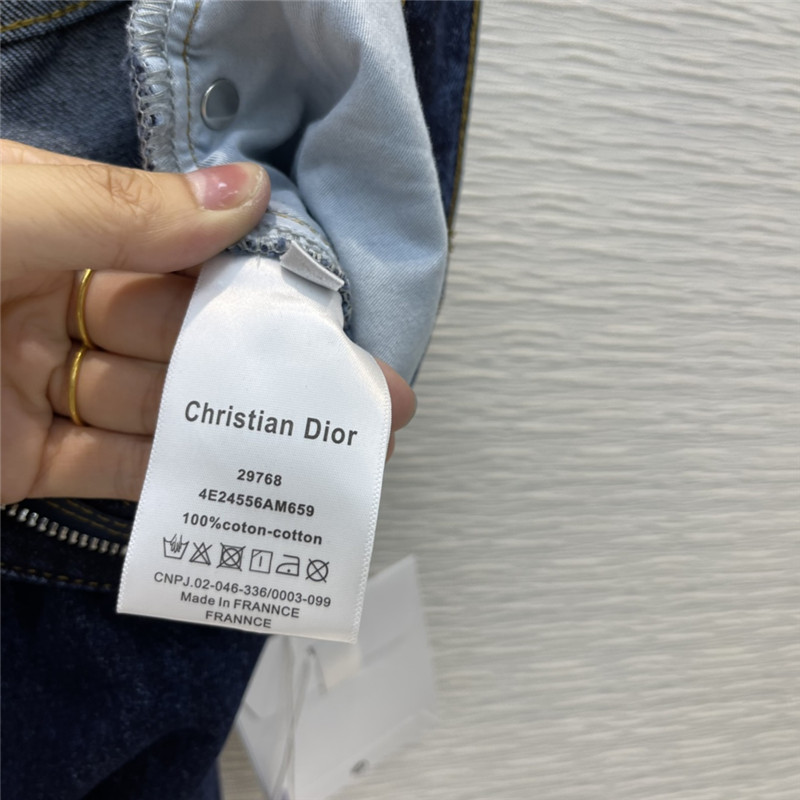 Christian Dior
29768
4E24556AM659
100%coton-cotton
CNPJ.02-046-336/0003-099
Made In FRANNCE
FRANNCE